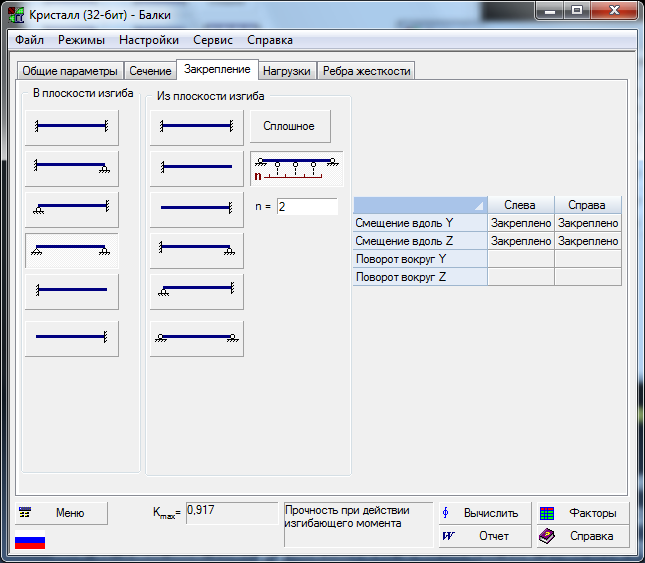 Кристалл (32-бит) - Балки
Файл Режимы Настройки Сервис Справка
Общие параметры Сечение Закрепление Нагрузки Ребра жесткости
В плоскости изгиба
Из плоскости изгиба
Сплошное
n
n = 2
Слева Справа
Смещение вдоль Y Закреплено Закреплено
Смещение вдоль Z Закреплено Закреплено
Поворот вокруг Y
Поворот вокруг Z
Меню
Kmax= 0,917
Прочность при действии
изгибающего момента
Вычислить
Факторы
W Отчет
Справка